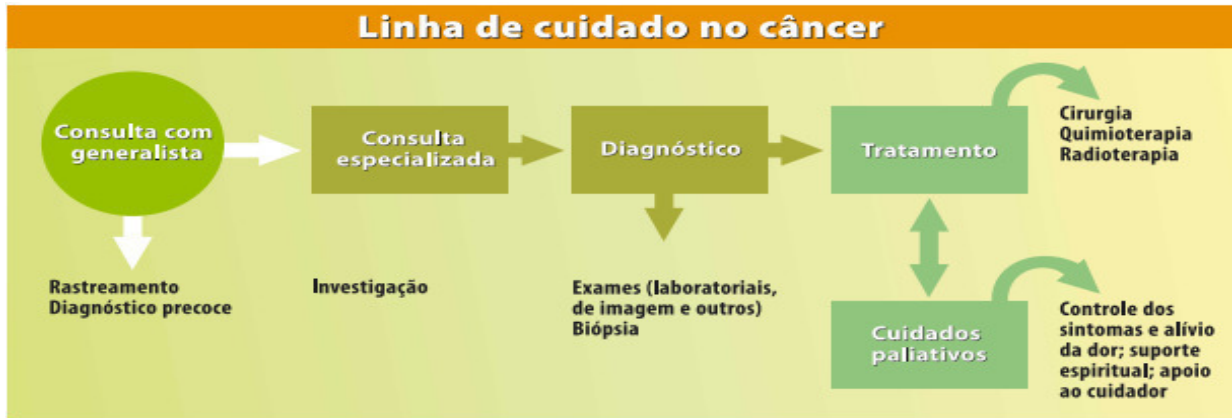 Linha de cuidado no câncer
Consulta com
generalista
Consulta
especializada
Diagnóstico
Tratamento
Cirurgia
Quimioterapia
Radioterapia
Rastreamento
Diagnóstico precoce
Investigação
Exames (laboratoriais,
de imagem e outros)
Biópsia
Cuidados
paliativos
Controle dos
sintomas e alívio
da dor; suporte
espiritual; apoio
ao cuidador